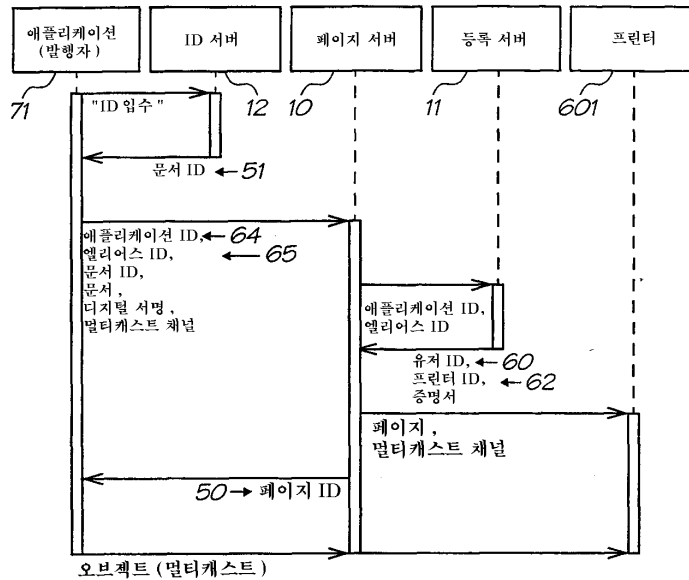 애플리케이션
(발행자)
ID 서버
페이지 서버
등록 서버
프린터
71
12
10
11
601
"ID 입수"
문서 ID
51
애플리케이션 ID,
64
엘리어스 ID,
65
문서 ID,
문서,
디지털 서명,
멀티캐스트 채널
애플리케이션 ID,
엘리어스 ID
유저 ID,
60
프린터 ID,
62
증명서
페이지,
멀티캐스트 채널
50
페이지 ID
오브젝트 (멀티캐스트)